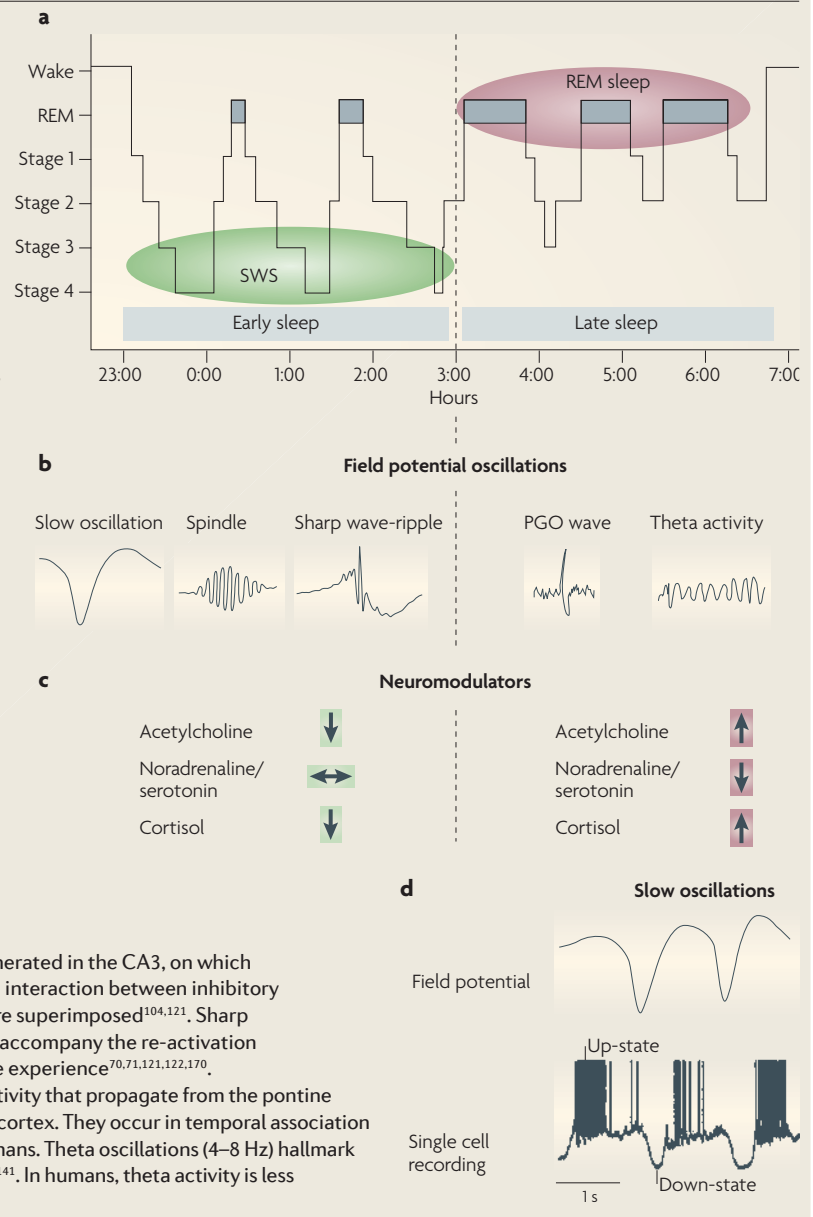 a
Wake
REM
Stage 1
Stage 2
Stage 3
Stage 4
REM sleep
SWS
Early sleep
Late sleep
23:00 0:00 1:00 2:00 3:00 4:00 5:00 6:00 7:00
Hours
b
Field potential oscillations
Slow oscillation Spindle Sharp wave-ripple PGO wave Theta activity
c
Neuromodulators
Acetylcholine
Noradrenaline/
serotonin
Cortisol
Acetylcholine
Noradrenaline/
serotonin
Cortisol
d
Slow oscillations
Field potential
Up-state
Single cell
recording
Down-state
1 s
in the CA3, on which
interaction between inhibitory
superimposed104,121. Sharp
accompany the re-activation
experience70,71,121,122,170.
that propagate from the pontine
cortex. They occur in temporal association
Theta oscillations (4–8 Hz) hallmark
141. In humans, theta activity is less